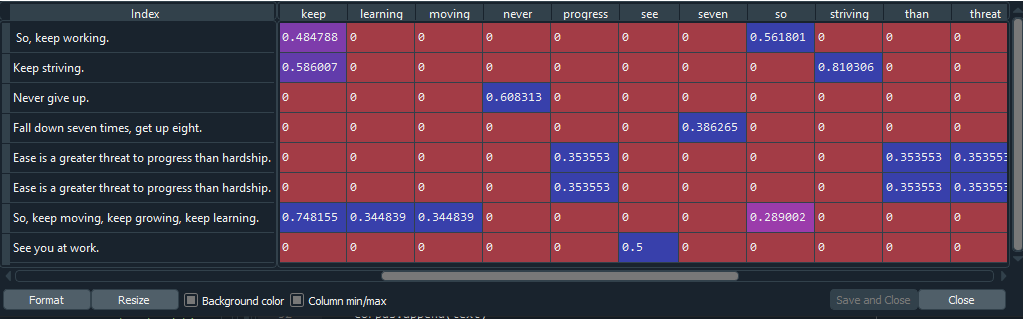 Index keep learning moving never progress see seven so striving than threat
So, keep working. 0.484788 0 0 0 0 0 0 0.561801 0 0 0
Keep striving. 0.586007 0 0 0 0 0 0 0 0.810306 0 0
Never give up. 0 0 0 0.608313 0 0 0 0 0 0 0
Fall down seven times, get up eight. 0 0 0 0 0 0 0.386265 0 0 0 0
Ease is a greater threat to progress than hardship. 0 0 0 0 0.353553 0 0 0 0 0.353553 0.353553
Ease is a greater threat to progress than hardship. 0 0 0 0 0.353553 0 0 0 0 0.353553 0.353553
So, keep moving, keep growing, keep learning. 0.748155 0.344839 0.344839 0 0 0 0 0.289002 0 0 0
See you at work. 0 0 0 0 0 0.5 0 0 0 0 0
Format Resize Background color Column min/max Save and Close Close